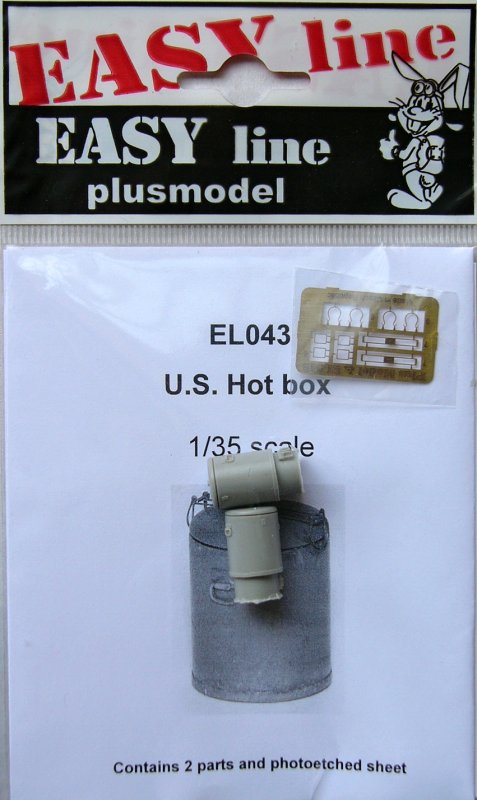 EASY line
EASY line
plusmodel
EL043
U.S. Hot box
1/35 scale
Contains 2 parts and photoetched sheet